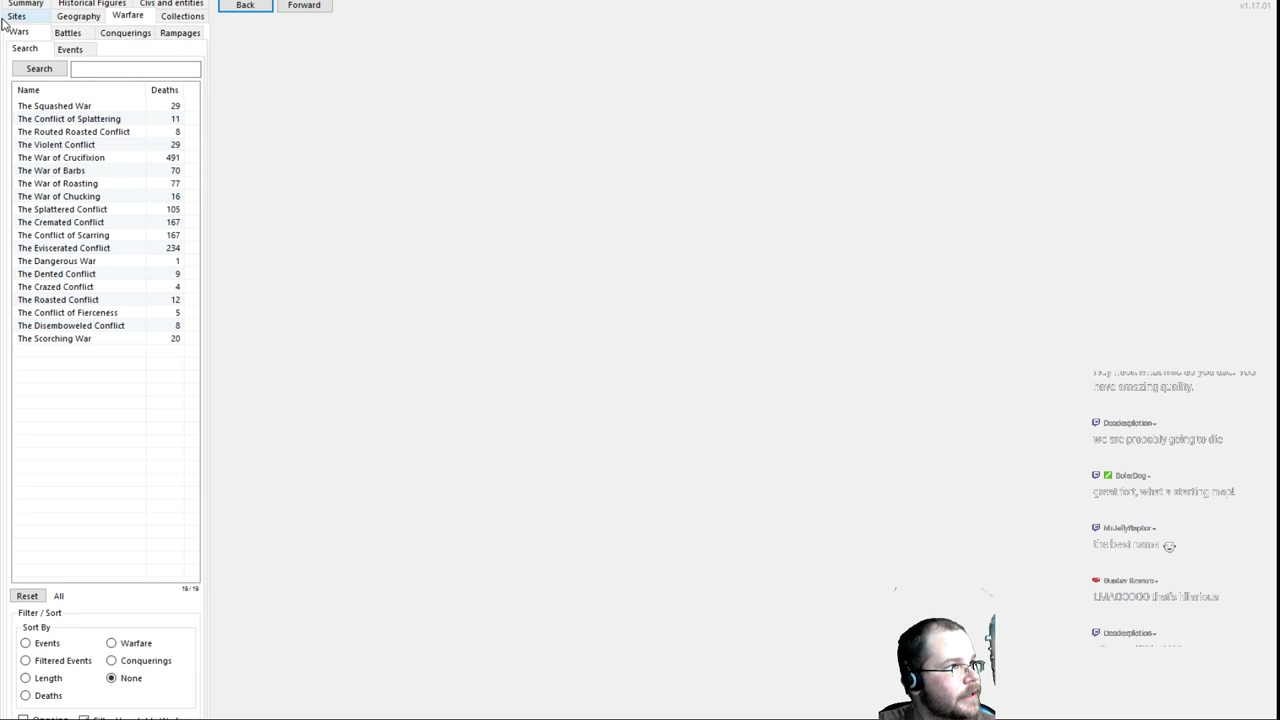 Summary Historical Figures Civs and entities
Sites Geography Warfare Collections
Wars Battles Conquerings Rampages
Search Events
Search
Name Deaths
The Squashed War 29
The Conflict of Splattering 11
The Routed Roasted Conflict 8
The Violent Conflict 29
The War of Crucifixion 491
The War of Barbs 70
The War of Roasting 77
The War of Chucking 16
The Splattered Conflict 105
The Cremated Conflict 167
The Conflict of Scarring 167
The Eviscerated Conflict 234
The Dangerous War 1
The Dented Conflict 9
The Crazed Conflict 4
The Roasted Conflict 12
The Conflict of Fierceness 5
The Disemboweled Conflict 8
The Scorching War 20
19 / 19
Reset All
Filter / Sort
Sort By
Events Warfare
Filtered Events Conquerings
Length None
Deaths
Ongoing
Back Forward
v1.17.01
have amazing quality.
we are probably going to die
SolerDog
great fort, what a starting map!
MrJellyRaptor
the best name
that's hilarious